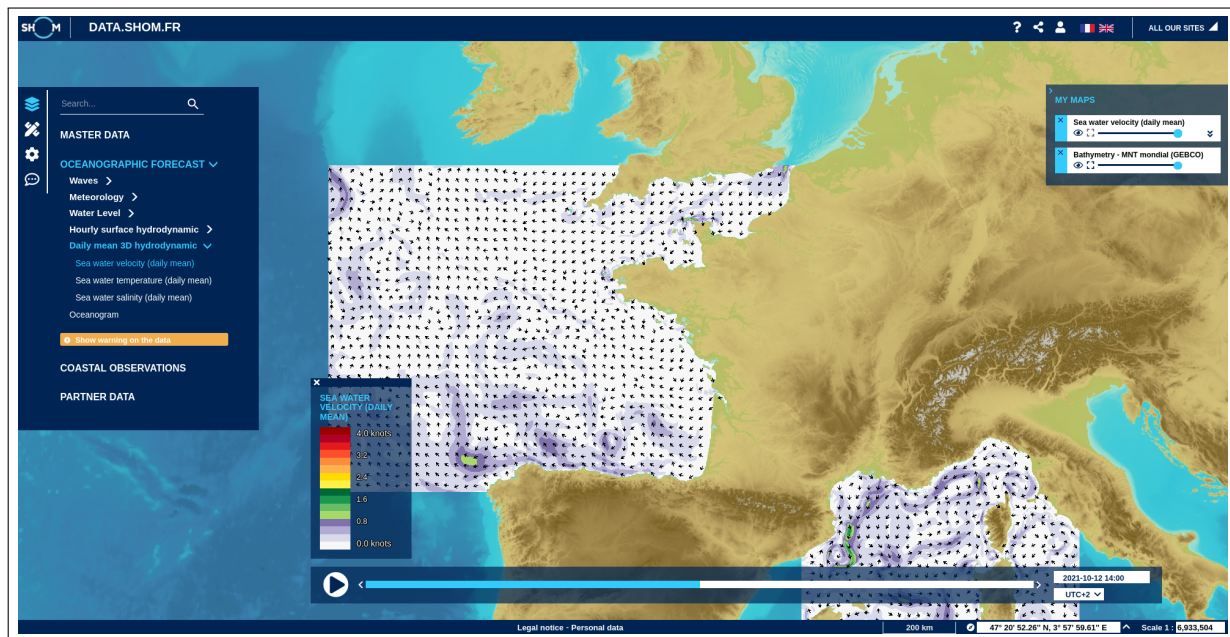 SHOM
DATA.SHOM.FR
?
ALL OUR SITES
Search...
MASTER DATA
OCEANOGRAPHIC FORECAST
Waves
Meteorology
Water Level
Hourly surface hydrodynamic
Daily mean 3D hydrodynamic
Sea water velocity (daily mean)
Sea water temperature (daily mean)
Sea water salinity (daily mean)
Oceanogram
Show warning on the data
COASTAL OBSERVATIONS
PARTNER DATA
MY MAPS
Sea water velocity (daily mean)
Bathymetry - MNT mondial (GEBCO)
SEA WATER
VELOCITY (DAILY
MEAN)
4.0 knots
3.2
2.4
1.6
0.8
0.0 knots
2021-10-12 14:00
UTC+2
Legal notice - Personal data
200 km
47° 20' 52.26" N, 3° 57' 59.61" E
Scale 1 : 6,933,504